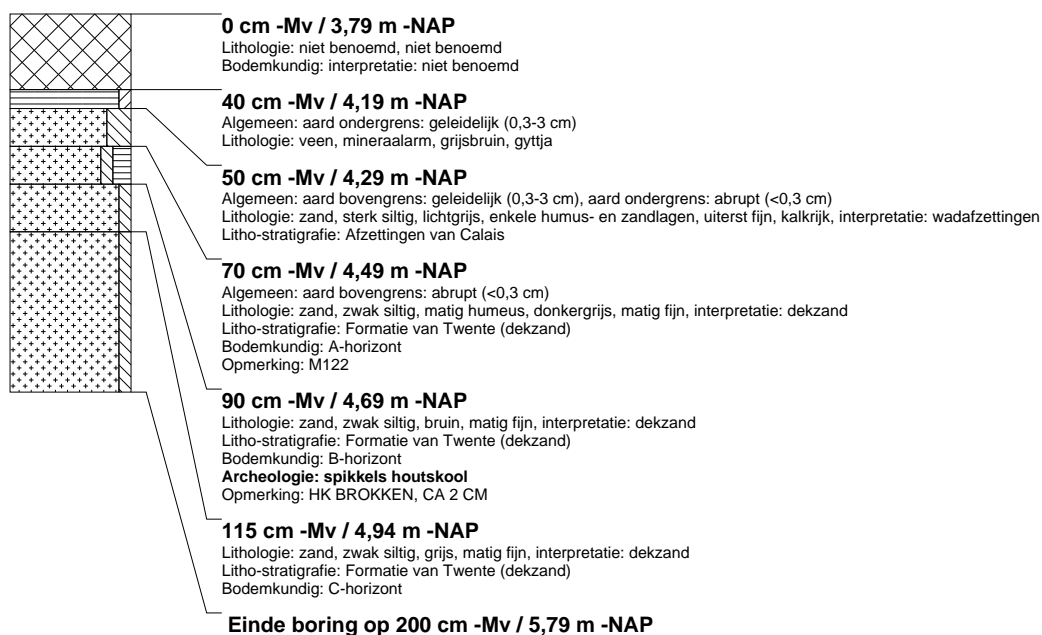 0 cm -Mv / 3,79 m -NAP
Lithologie: niet benoemd, niet benoemd
Bodemkundig: interpretatie: niet benoemd
40 cm -Mv / 4,19 m -NAP
Algemeen: aard ondergrens: geleidelijk (0,3-3 cm)
Lithologie: veen, mineraalarm, grijsbruin, gyttja
50 cm -Mv / 4,29 m -NAP
Algemeen: aard bovengrens: geleidelijk (0,3-3 cm), aard ondergrens: abrupt (<0,3 cm)
Lithologie: zand, sterk siltig, lichtgrijs, enkele humus- en zandlagen, uiterst fijn, kalkrijk, interpretatie: wadafzettingen
Litho-stratigrafie: Afzettingen van Calais
70 cm -Mv / 4,49 m -NAP
Algemeen: aard bovengrens: abrupt (<0,3 cm)
Lithologie: zand, zwak siltig, matig humeus, donkergrijs, matig fijn, interpretatie: dekzand
Litho-stratigrafie: Formatie van Twente (dekzand)
Bodemkundig: A-horizont
Opmerking: M122
90 cm -Mv / 4,69 m -NAP
Lithologie: zand, zwak siltig, bruin, matig fijn, interpretatie: dekzand
Litho-stratigrafie: Formatie van Twente (dekzand)
Bodemkundig: B-horizont
Archeologie: spikkels houtskool
Opmerking: HK BROKKEN, CA 2 CM
115 cm -Mv / 4,94 m -NAP
Lithologie: zand, zwak siltig, grijs, matig fijn, interpretatie: dekzand
Litho-stratigrafie: Formatie van Twente (dekzand)
Bodemkundig: C-horizont
Einde boring op 200 cm -Mv / 5,79 m -NAP